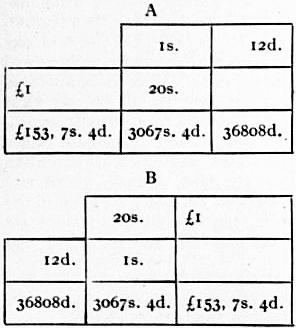 A
1s. 12d.
£1 20s.
£153, 7s. 4d. 3067s. 4d. 36808d.
B
20s. £1
12d. 1s.
36808d. 3067s. 4d. £153, 7s. 4d.